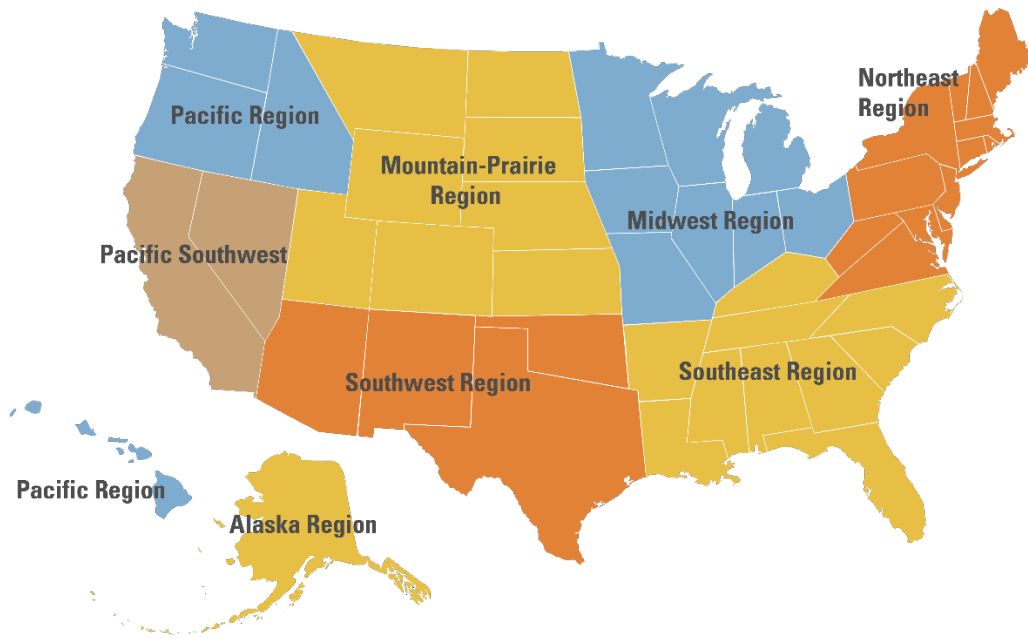 Northeast
Region
Pacific Region
Mountain-Prairie
Region
Midwest Region
Pacific Southwest
Southeast Region
Southwest Region
Pacific Region
Alaska Region